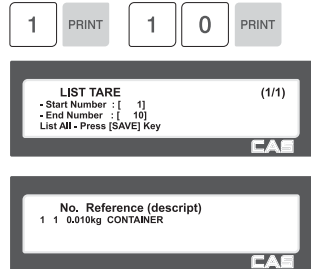 1 PRINT 1 0 PRINT
LIST TARE (1/1)
- Start Number : [ 1]
- End Number : [ 10]
List All - Press [SAVE] Key
CAS
No. Reference (descript)
1 1 0.010kg CONTAINER
CAS